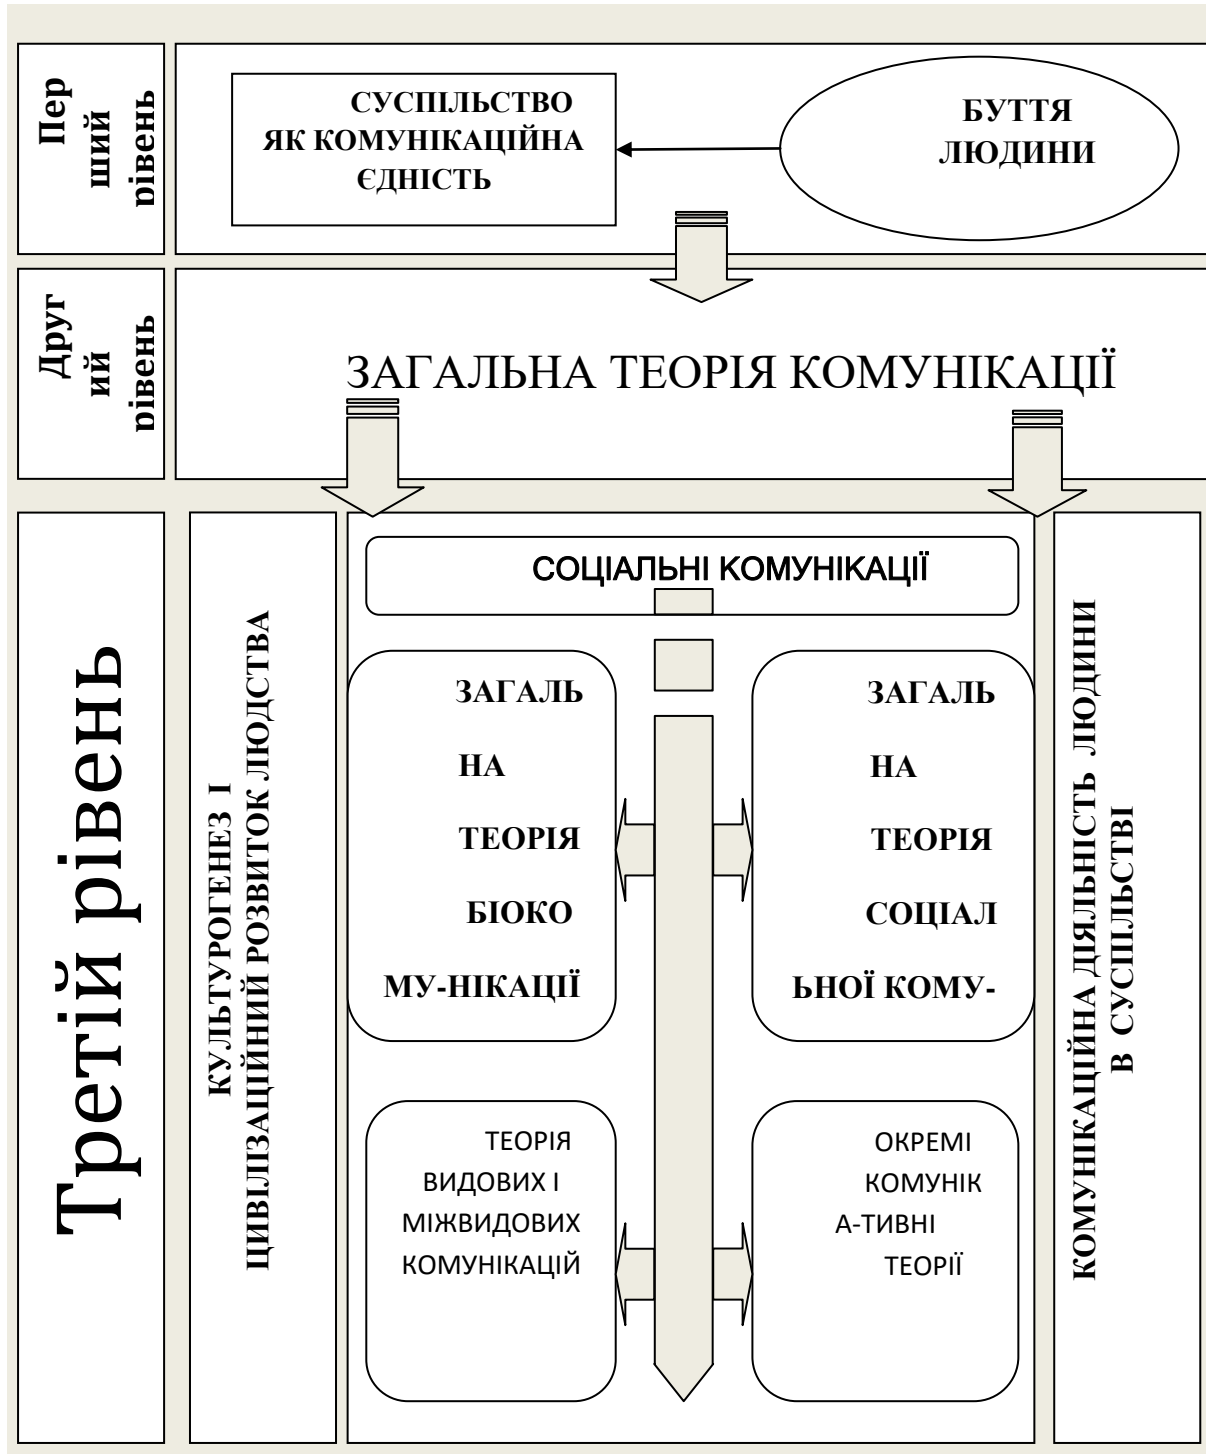 Пер
ший
рівень
СУСПІЛЬСТВО
ЯК КОМУНІКАЦІЙНА
ЄДНІСТЬ
БУТТЯ
ЛЮДИНИ
Друг
ий
рівень
ЗАГАЛЬНА ТЕОРІЯ КОМУНІКАЦІЇ
Третій рівень
КУЛЬТУРОГЕНЕЗ І
ЦИВІЛІЗАЦІЙНИЙ РОЗВИТОК ЛЮДСТВА
СОЦІАЛЬНІ КОМУНІКАЦІЇ
ЗАГАЛЬ
НА
ТЕОРІЯ
БІОКО
МУ-НІКАЦІЇ
ЗАГАЛЬ
НА
ТЕОРІЯ
СОЦІАЛ
ЬНОЇ КОМУ-
ТЕОРІЯ
ВИДОВИХ І
МІЖВИДОВИХ
КОМУНІКАЦІЙ
ОКРЕМІ
КОМУНІК
А-ТИВНІ
ТЕОРІЇ
КОМУНІКАЦІЙНА ДІЯЛЬНІСТЬ ЛЮДИНИ
В СУСПІЛЬСТВІ